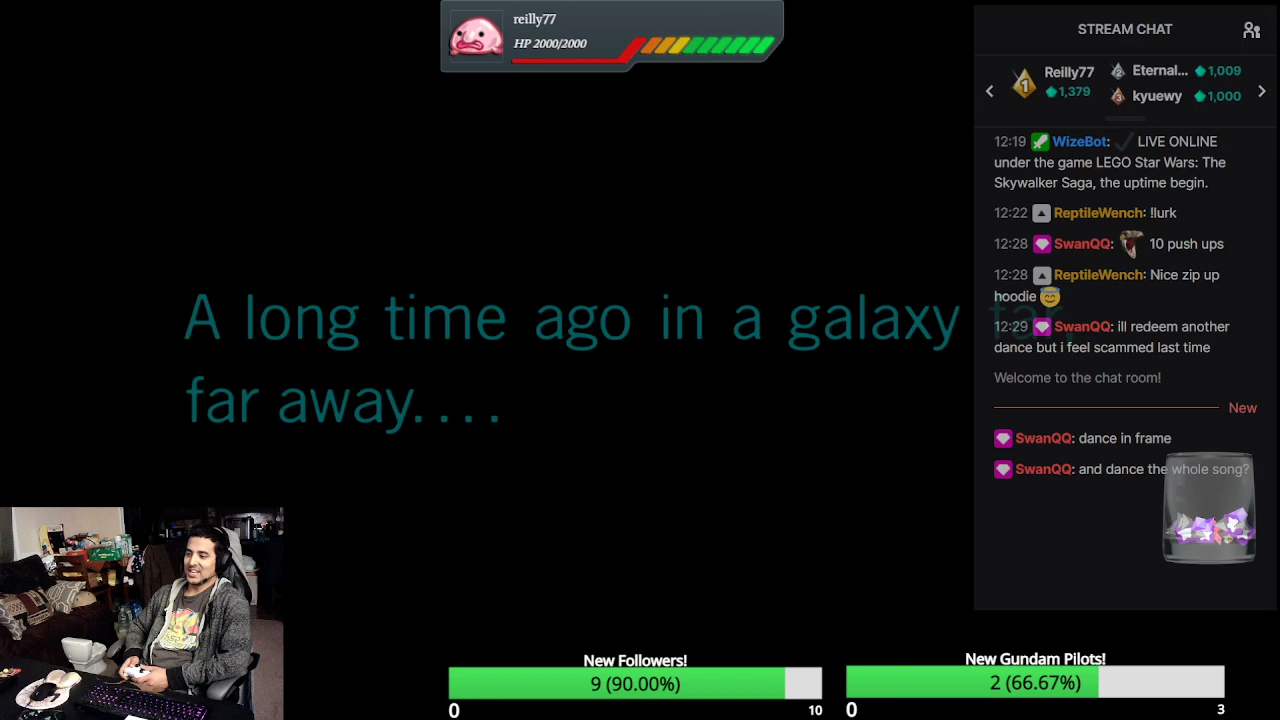 reilly77
HP 2000/2000
STREAM CHAT
1
Reilly77
1,379
2
Eternal... 1,009
3
kyuewy 1,000
12:19 WizeBot: LIVE ONLINE
under the game LEGO Star Wars: The
Skywalker Saga, the uptime begin.
12:22 ReptileWench: !lurk
12:28 SwanQQ: 10 push ups
12:28 ReptileWench: Nice zip up
hoodie
12:29 SwanQQ: ill redeem another
dance but i feel scammed last time
Welcome to the chat room!
New
SwanQQ: dance in frame
SwanQQ: and dance the whole song?
A long time ago in a galaxy far,
far away....
New Followers!
9 (90.00%)
0 10
New Gundam Pilots!
2 (66.67%)
0 3